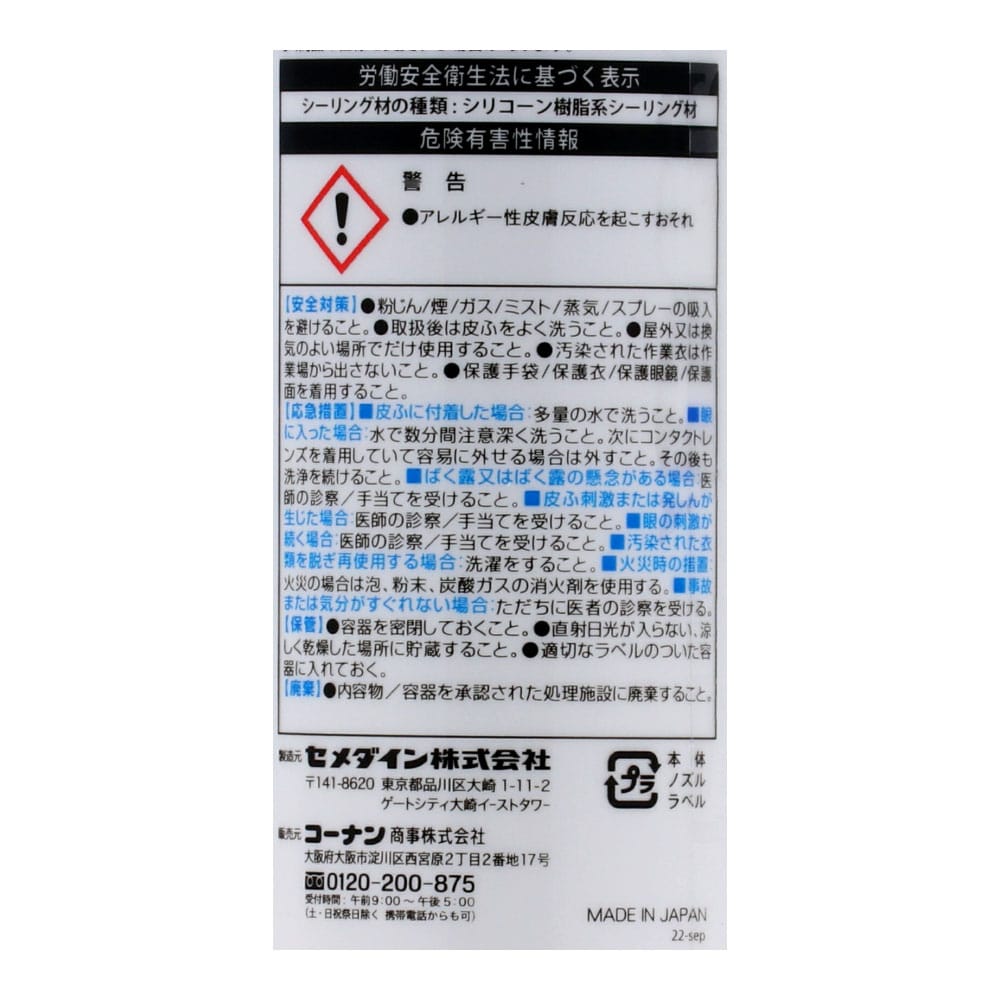 労働安全衛生法に基づく表示
シーリング材の種類：シリコーン樹脂系シーリング材
危険有害性情報
警 告
●アレルギー性皮膚反応を起こすおそれ
【安全対策】●粉じん/煙/ガス/ミスト/蒸気/スプレーの吸入
を避けること。●取扱後は皮ふをよく洗うこと。●屋外又は換
気のよい場所でだけ使用すること。●汚染された作業衣は作
業場から出さないこと。●保護手袋/保護衣/保護眼鏡/保護
面を着用すること。
【応急措置】■皮ふに付着した場合:多量の水で洗うこと。■眼
に入った場合:水で数分間注意深く洗うこと。次にコンタクトレ
ンズを着用していて容易に外せる場合は外すこと。その後も
洗浄を続けること。■ばく露又はばく露の懸念がある場合:医
師の診察／手当てを受けること。■皮ふ刺激または発しんが
生じた場合:医師の診察／手当てを受けること。■眼の刺激が
続く場合:医師の診察／手当てを受けること。■汚染された衣
類を脱ぎ再使用する場合:洗濯をすること。■火災時の措置:
火災の場合は泡、粉末、炭酸ガスの消火剤を使用する。■事故
または気分がすぐれない場合:ただちに医者の診察を受ける。
【保管】●容器を密閉しておくこと。●直射日光が入らない、涼
しく乾燥した場所に貯蔵すること。●適切なラベルのついた容
器に入れておく。
【廃棄】●内容物／容器を承認された処理施設に廃棄すること。
製造元 セメダイン株式会社
〒141-8620 東京都品川区大崎1-11-2
ゲートシティ大崎イーストタワー
プラ
本 体
ノズル
ラベル
販売元 コーナン商事株式会社
大阪府大阪市淀川区西宮原2丁目2番地17号
0120-200-875
受付時間：午前9:00～午後5:00
(土・日祝祭日除く 携帯電話からも可)
MADE IN JAPAN
22-sep